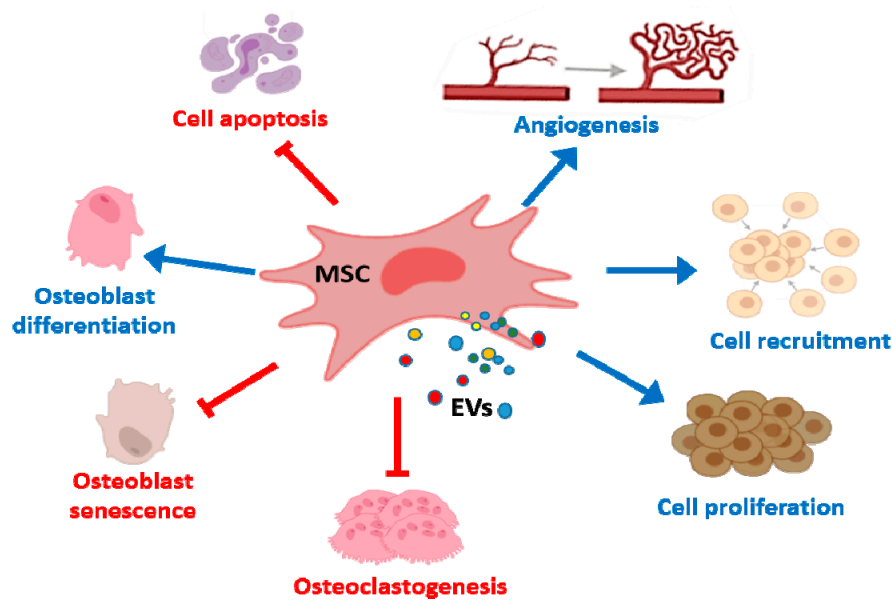 Cell apoptosis
Angiogenesis
MSC
Osteoblast
differentiation
Cell recruitment
EVs
Osteoblast
senescence
Cell proliferation
Osteoclastogenesis